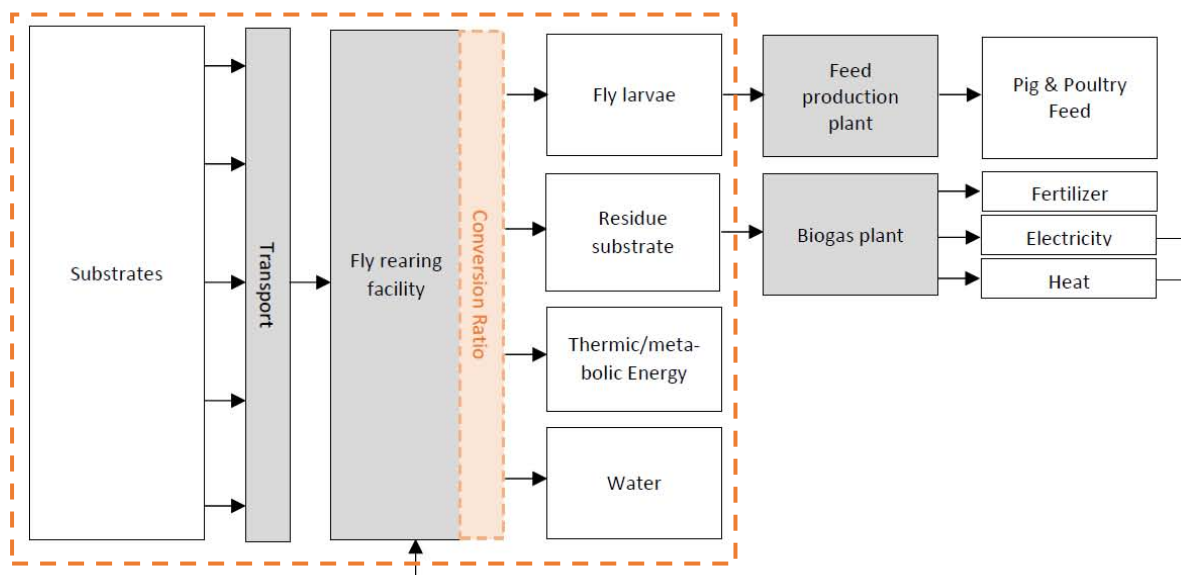 Substrates
Transport
Fly rearing
facility
Conversion Ratio
Fly larvae
Residue
substrate
Thermic/meta-
bolic Energy
Water
Feed
production
plant
Biogas plant
Pig & Poultry
Feed
Fertilizer
Electricity
Heat